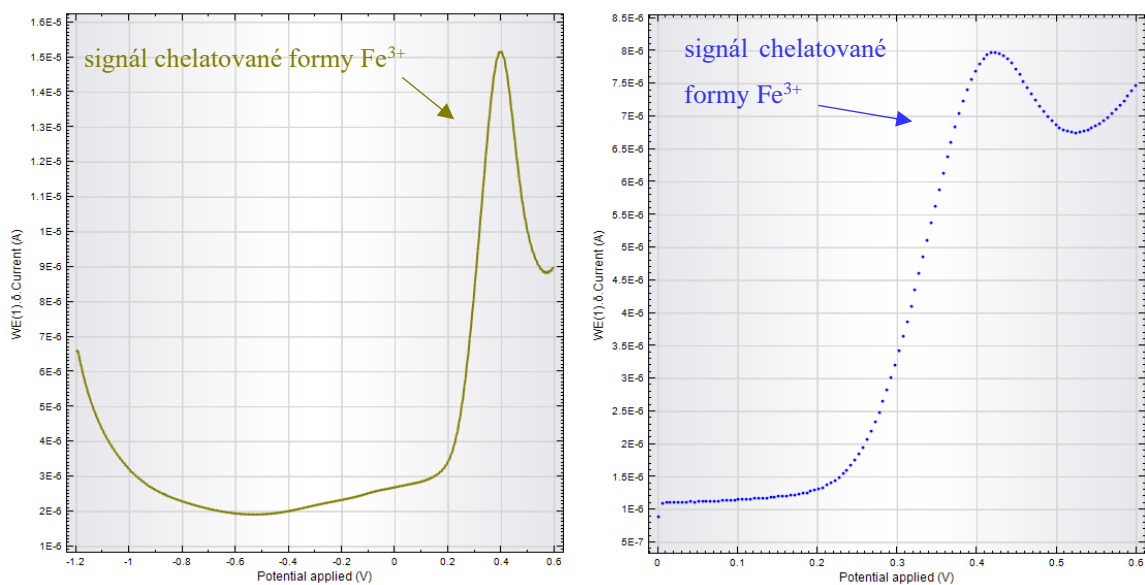 1.6E-5
1.5E-5
1.4E-5
1.3E-5
1.2E-5
1.1E-5
1E-5
9E-6
8E-6
7E-6
6E-6
5E-6
4E-6
3E-6
2E-6
1E-6
WE(1).δ.Current (A)
signál chelatované formy Fe³⁺
-1.2 -1 -0.8 -0.6 -0.4 -0.2 0 0.2 0.4 0.6
Potential applied (V)
8.5E-6
8E-6
7.5E-6
7E-6
6.5E-6
6E-6
5.5E-6
5E-6
4.5E-6
4E-6
3.5E-6
3E-6
2.5E-6
2E-6
1.5E-6
1E-6
5E-7
WE(1).δ.Current (A)
signál chelatované
formy Fe³⁺
0 0.1 0.2 0.3 0.4 0.5 0.6
Potential applied (V)